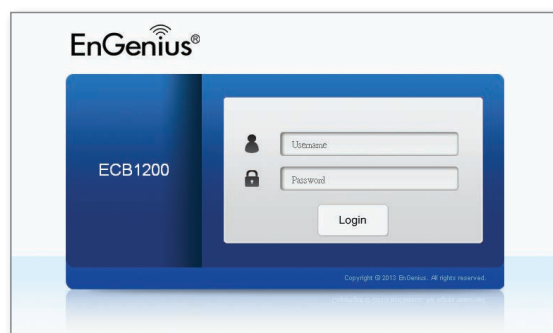 EnGenius®
ECB1200
Username
Password
Login
Copyright © 2013 EnGenius. All rights reserved.